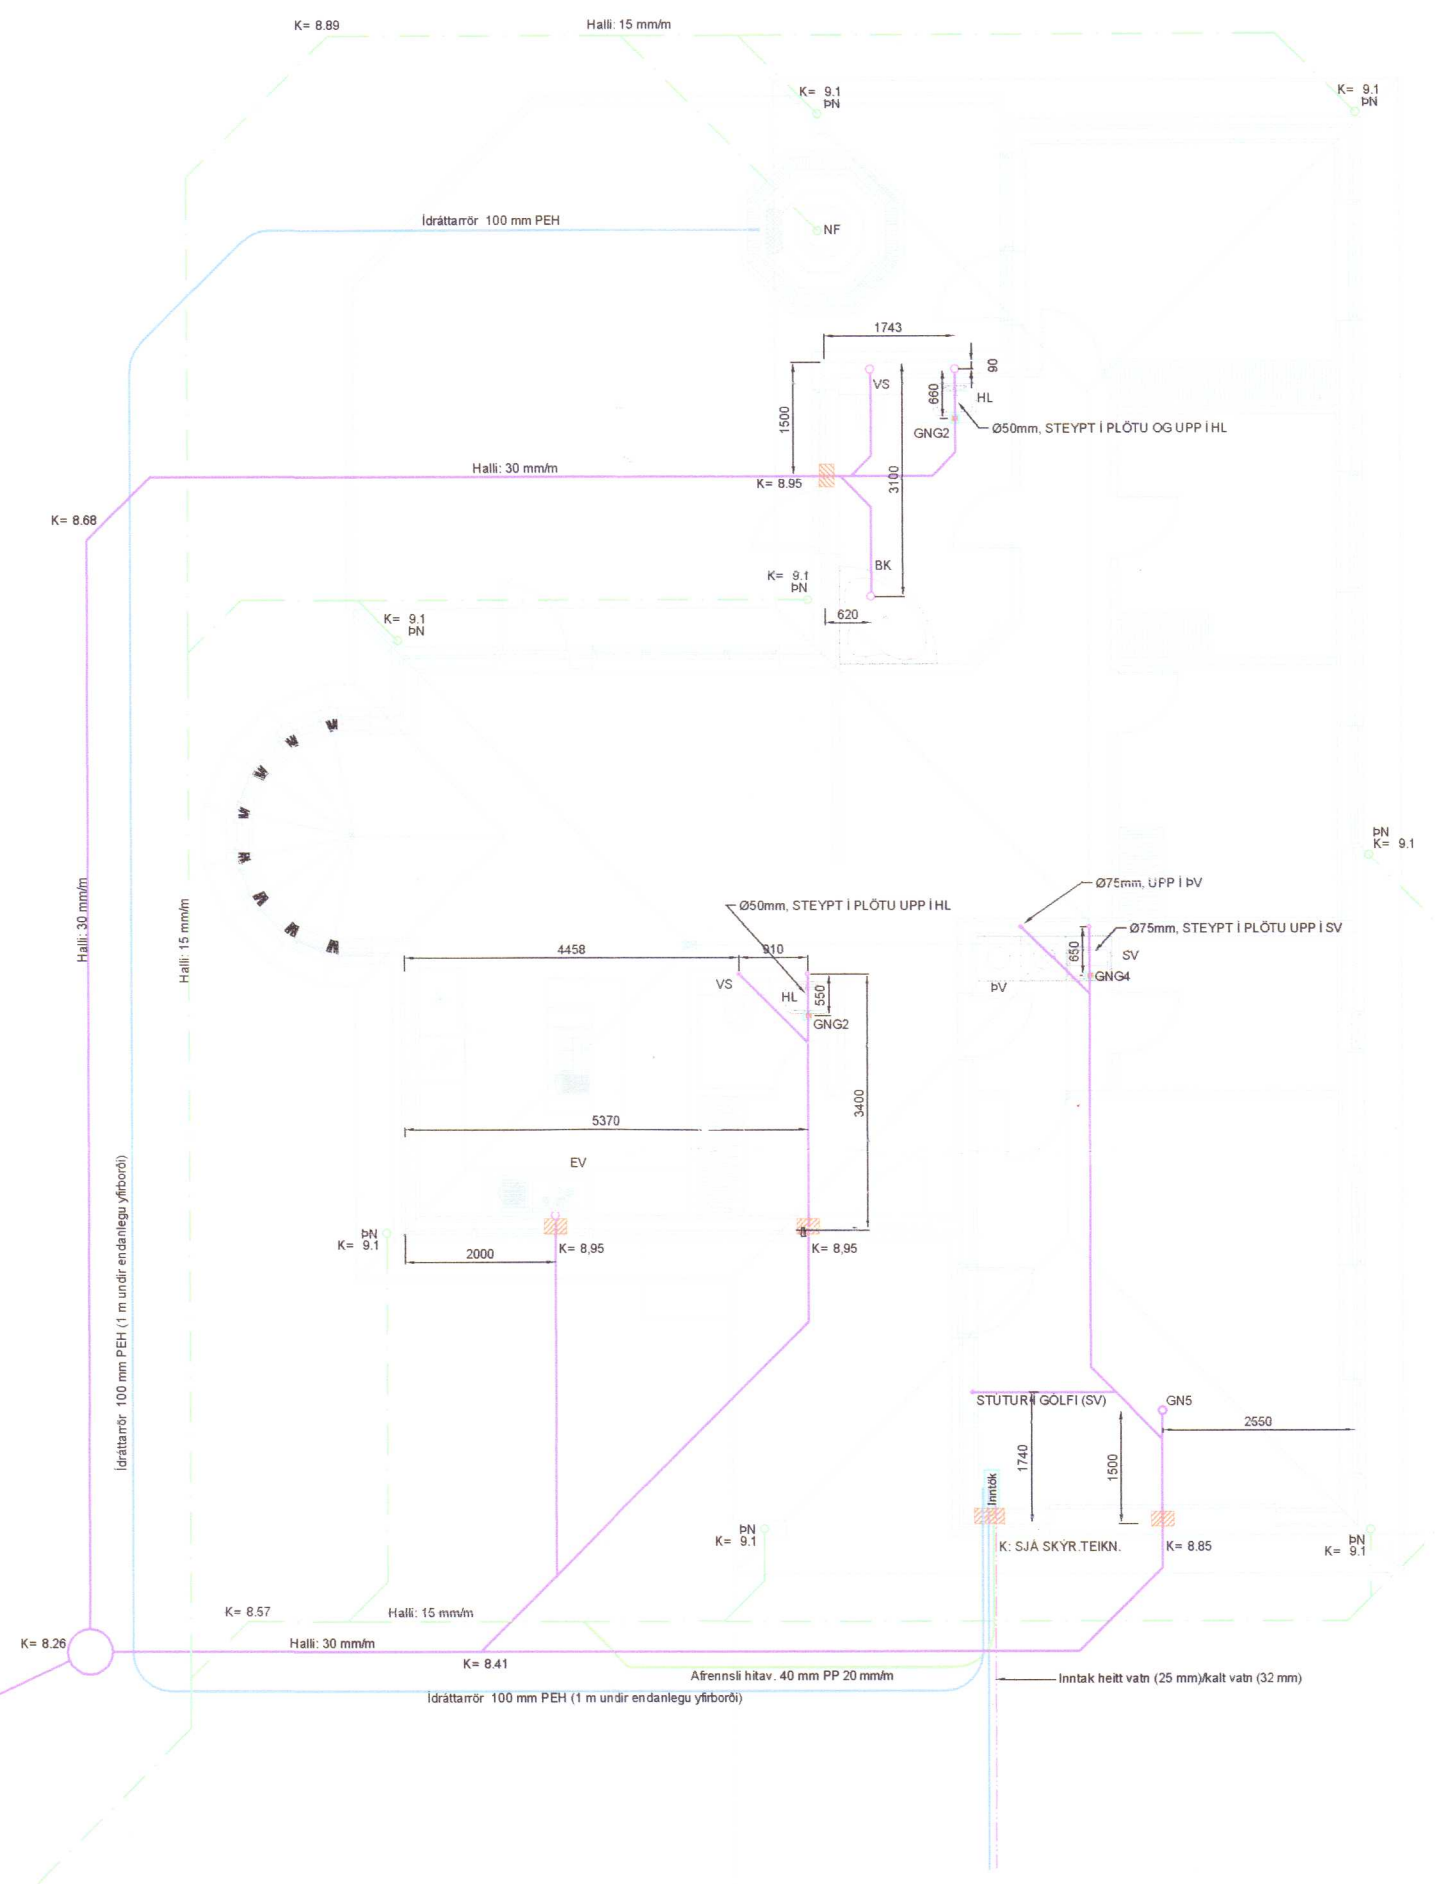 K= 8.89
Halli: 15 mm/m
K= 9.1
ÞN
K= 9.1
ÞN
Ídráttarrör 100 mm PEH
NF
1743
90
VS
HL
660
1500
GNG2
Ø50mm, STEYPT Í PLÖTU OG UPP Í HL
Halli: 30 mm/m
K= 8.95
3100
K= 8.68
BK
K= 9.1
ÞN
620
K= 9.1
ÞN
ÞN
K= 9.1
Halli: 30 mm/m
Halli: 15 mm/m
Ø75mm, UPP Í ÞV
Ø50mm, STEYPT Í PLÖTU UPP Í HL
Ø75mm, STEYPT Í PLÖTU UPP Í SV
4458
910
650
SV
VS
HL
550
ÞV
GNG4
GNG2
3400
5370
EV
Ídráttarrör 100 mm PEH (1 m undir endanlegu yfirborði)
ÞN
K= 9.1
2000
K= 8,95
K= 8,95
STÚTUR Í GÓLFI (SV)
GN5
2550
1740
1500
Inntök
ÞN
K= 9.1
K: SJÁ SKÝR.TEIKN.
K= 8.85
ÞN
K= 9.1
K= 8.57
Halli: 15 mm/m
K= 8.26
Halli: 30 mm/m
K= 8.41
Afrennsli hitav. 40 mm PP 20 mm/m
Inntak heitt vatn (25 mm)/kalt vatn (32 mm)
Ídráttarrör 100 mm PEH (1 m undir endanlegu yfirborði)